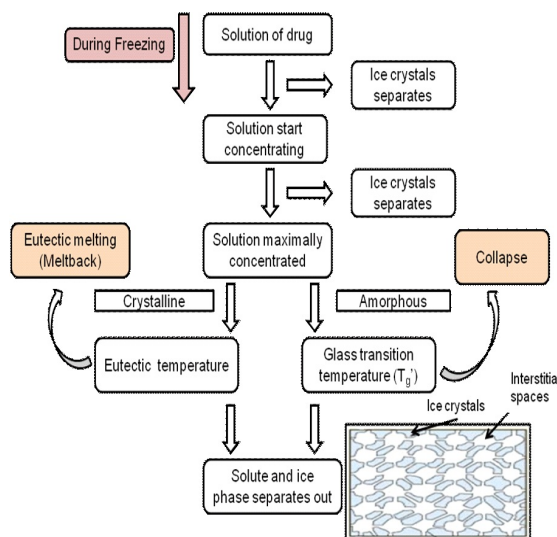 During Freezing
Solution of drug
Ice crystals
separates
Solution start
concentrating
Ice crystals
separates
Eutectic melting
(Meltback)
Solution maximally
concentrated
Collapse
Crystalline
Amorphous
Eutectic temperature
Glass transition
temperature (Tg')
Interstitia
spaces
Ice crystals
Solute and ice
phase separates out